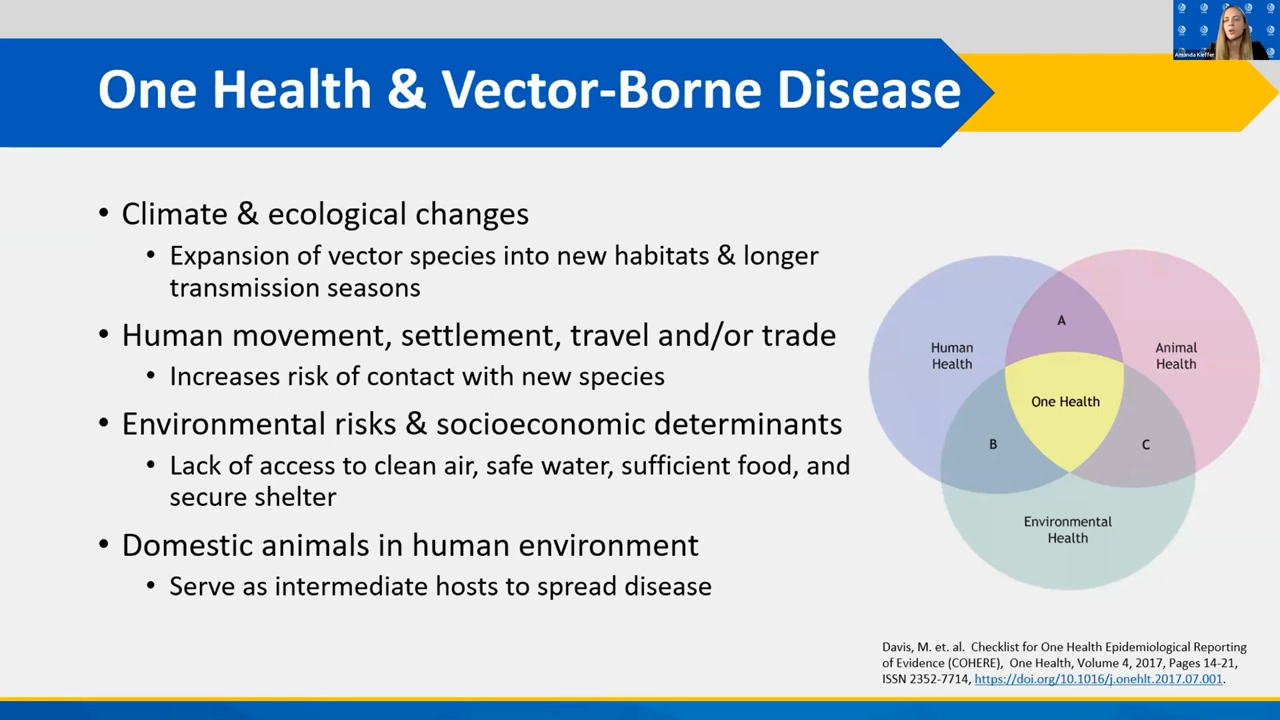 Amanda Kieffer
One Health & Vector-Borne Disease
• Climate & ecological changes
• Expansion of vector species into new habitats & longer
transmission seasons
• Human movement, settlement, travel and/or trade
• Increases risk of contact with new species
• Environmental risks & socioeconomic determinants
• Lack of access to clean air, safe water, sufficient food, and
secure shelter
• Domestic animals in human environment
• Serve as intermediate hosts to spread disease
A
Human
Health
Animal
Health
One Health
B
C
Environmental
Health
Davis, M. et. al. Checklist for One Health Epidemiological Reporting
of Evidence (COHERE), One Health, Volume 4, 2017, Pages 14-21,
ISSN 2352-7714, https://doi.org/10.1016/j.onehlt.2017.07.001.